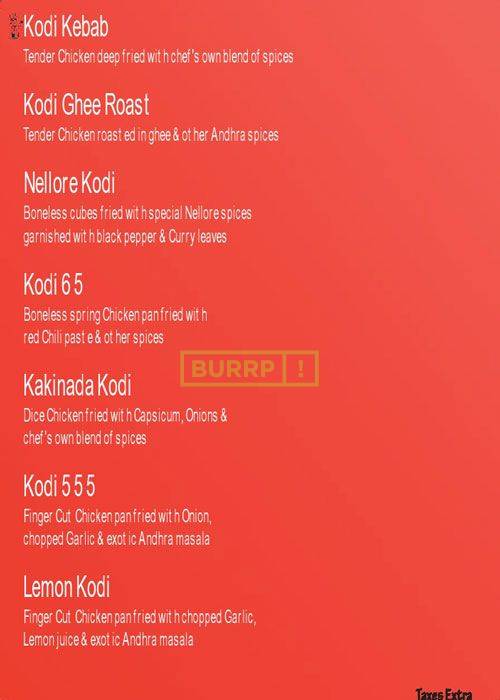 Kodi Kebab
Tender Chicken deep fried with chef's own blend of spices
Kodi Ghee Roast
Tender Chicken roasted in ghee & other Andhra spices
Nellore Kodi
Boneless cubes fried with special Nellore spices
garnished with black pepper & Curry leaves
Kodi 65
Boneless spring Chicken pan fried with
red Chili paste & other spices
BURRP!
Kakinada Kodi
Dice Chicken fried with Capsicum, Onions &
chef's own blend of spices
Kodi 555
Finger Cut Chicken pan fried with Onion,
chopped Garlic & exotic Andhra masala
Lemon Kodi
Finger Cut Chicken pan fried with chopped Garlic,
Lemon juice & exotic Andhra masala
Taxes Extra